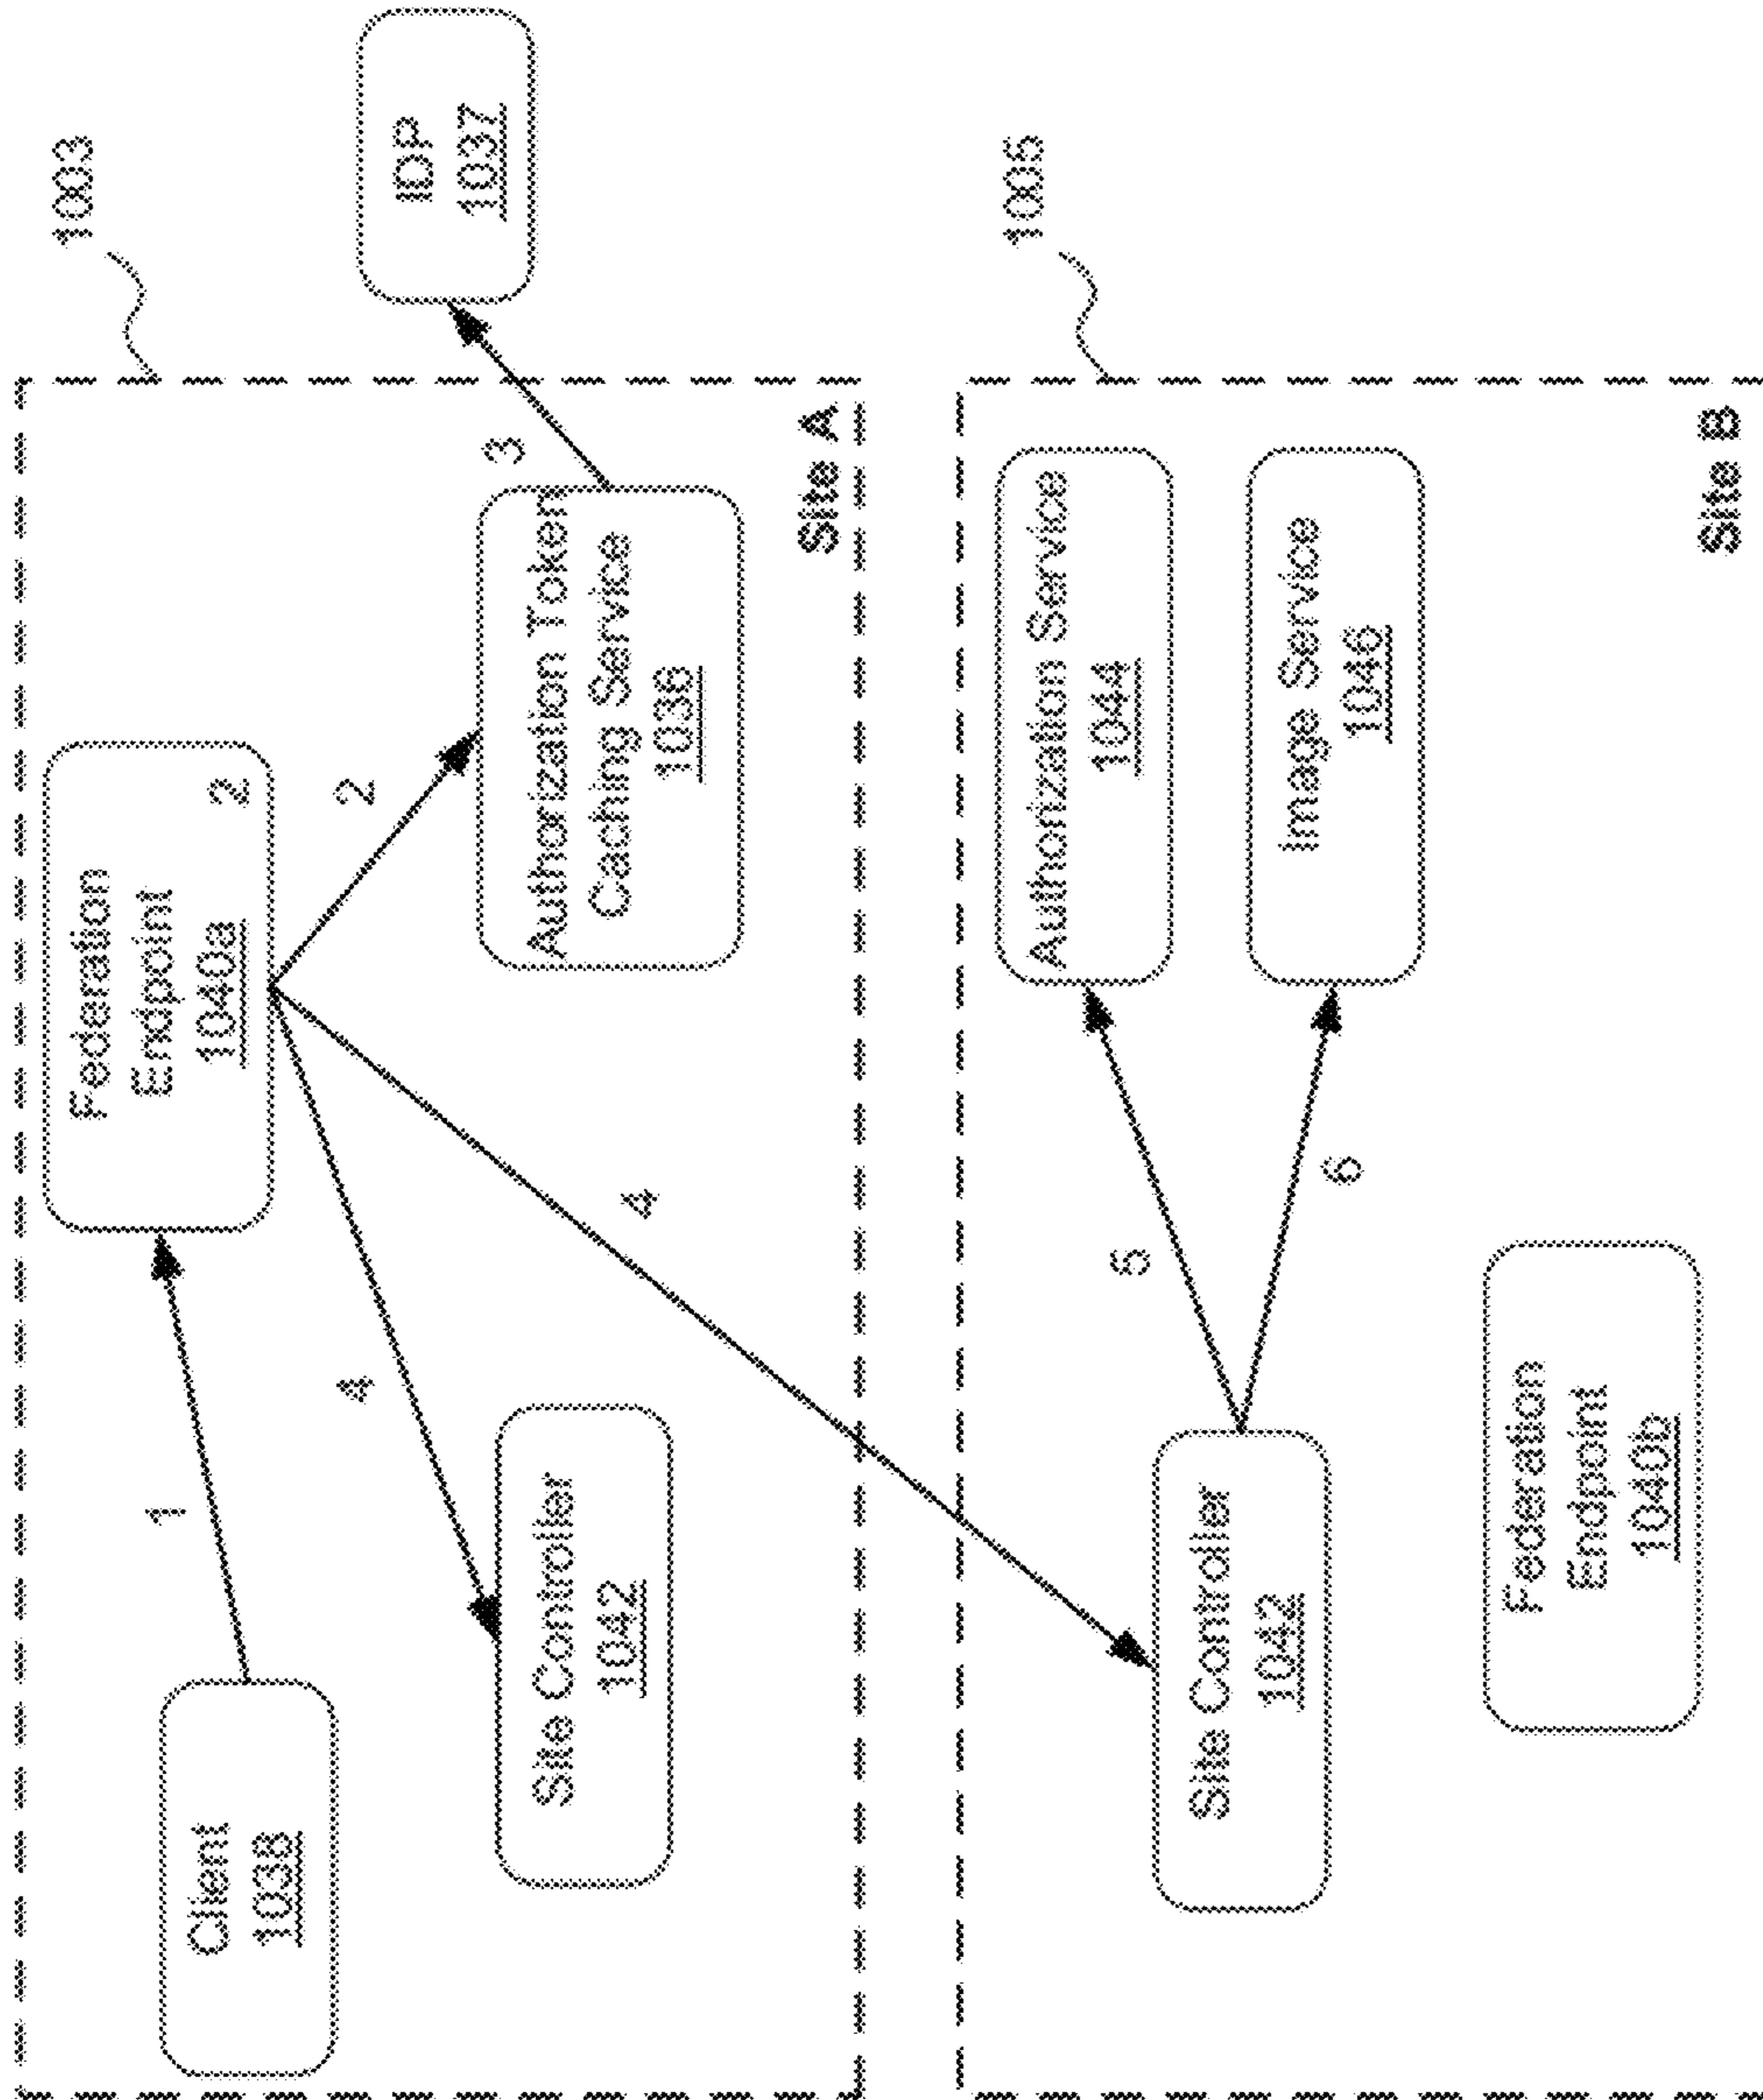 Federation
Endpoint
1040a
2
1003
Client
1038
1
2
4
IDP
1037
3
Site Controller
1042
Authorization Token
Caching Service
4
Site A
1005
Authorization Service
1044
5
Site Controller
1042
Image Service
1046
6
Federation
Endpoint
1040b
Site B